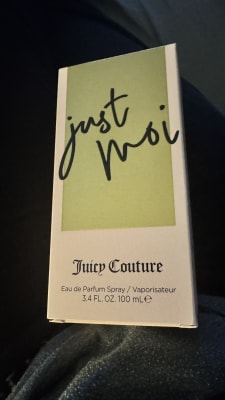 just
moi
Juicy Couture
Eau de Parfum Spray / Vaporisateur
3.4 FL. OZ. 100 mL℮